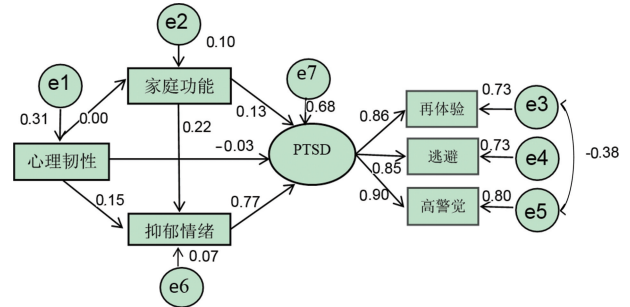 e2
0.10
e1
家庭功能
e7
0.73
e3
0.31
0.00
0.13
0.68
0.86
再体验
0.22
心理韧性
−0.03
PTSD
0.85
逃避
0.73
e4
-0.38
0.15
0.77
0.90
高警觉
0.80
e5
抑郁情绪
0.07
e6